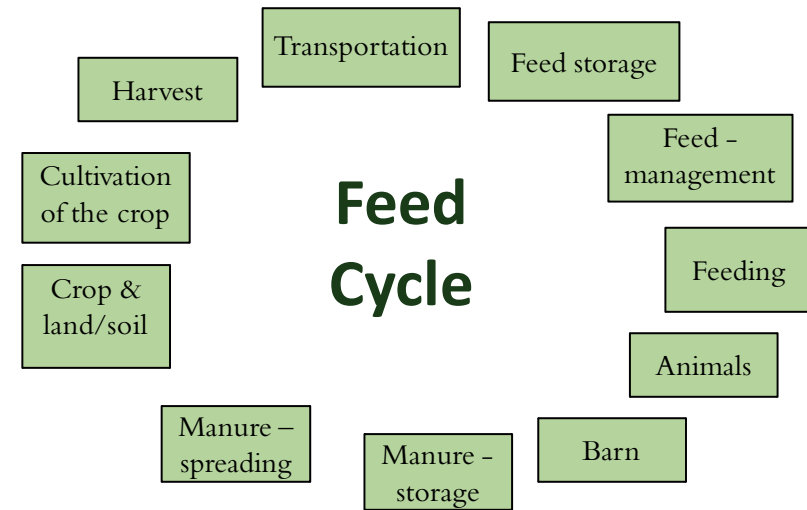 Transportation
Feed storage
Harvest
Feed -
management
Cultivation
of the crop
Feed
Cycle
Feeding
Crop &
land/soil
Animals
Manure –
spreading
Manure -
storage
Barn